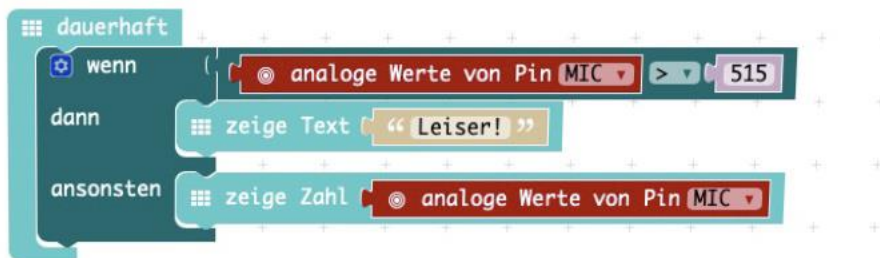 dauerhaft
wenn analoge Werte von Pin MIC > 515
dann zeige Text “ Leiser! ”
ansonsten zeige Zahl analoge Werte von Pin MIC